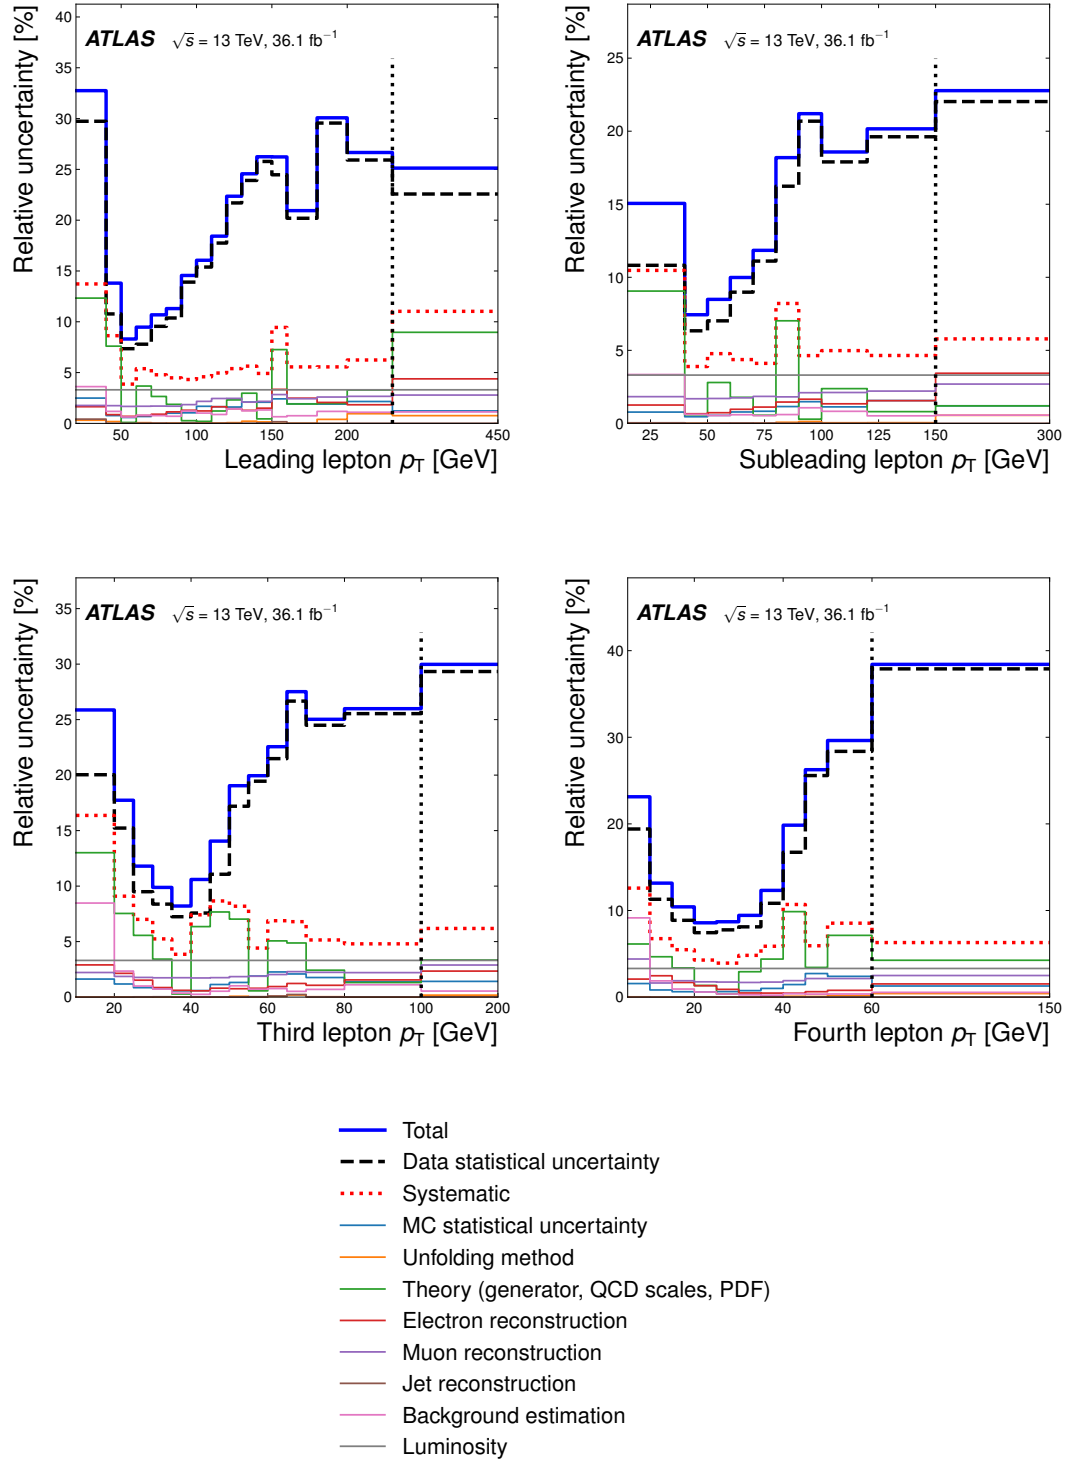 Relative uncertainty [%]
ATLAS √s = 13 TeV, 36.1 fb⁻¹
40
35
30
25
20
15
10
5
0
50 100 150 200 450
Leading lepton pT [GeV]
Relative uncertainty [%]
ATLAS √s = 13 TeV, 36.1 fb⁻¹
25
20
15
10
5
0
25 50 75 100 125 150 300
Subleading lepton pT [GeV]
Relative uncertainty [%]
ATLAS √s = 13 TeV, 36.1 fb⁻¹
35
30
25
20
15
10
5
0
20 40 60 80 100 200
Third lepton pT [GeV]
Relative uncertainty [%]
ATLAS √s = 13 TeV, 36.1 fb⁻¹
40
30
20
10
0
20 40 60 150
Fourth lepton pT [GeV]
Total
Data statistical uncertainty
Systematic
MC statistical uncertainty
Unfolding method
Theory (generator, QCD scales, PDF)
Electron reconstruction
Muon reconstruction
Jet reconstruction
Background estimation
Luminosity